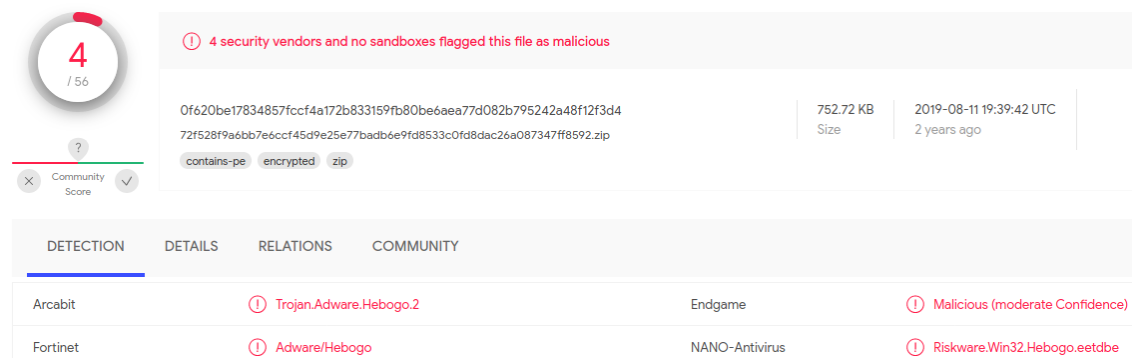 4
/ 56
?
Community
Score
4 security vendors and no sandboxes flagged this file as malicious
0f620be17834857fccf4a172b833159fb80be6aea77d082b795242a48f12f3d4
72f528f9a6bb7e6ccf45d9e25e77badb6e9fd8533c0fd8dac26a087347ff8592.zip
contains-pe encrypted zip
752.72 KB
Size
2019-08-11 19:39:42 UTC
2 years ago
DETECTION DETAILS RELATIONS COMMUNITY
Arcabit Trojan.Adware.Hebogo.2 Endgame Malicious (moderate Confidence)
Fortinet Adware/Hebogo NANO-Antivirus Riskware.Win32.Hebogo.eetdbe